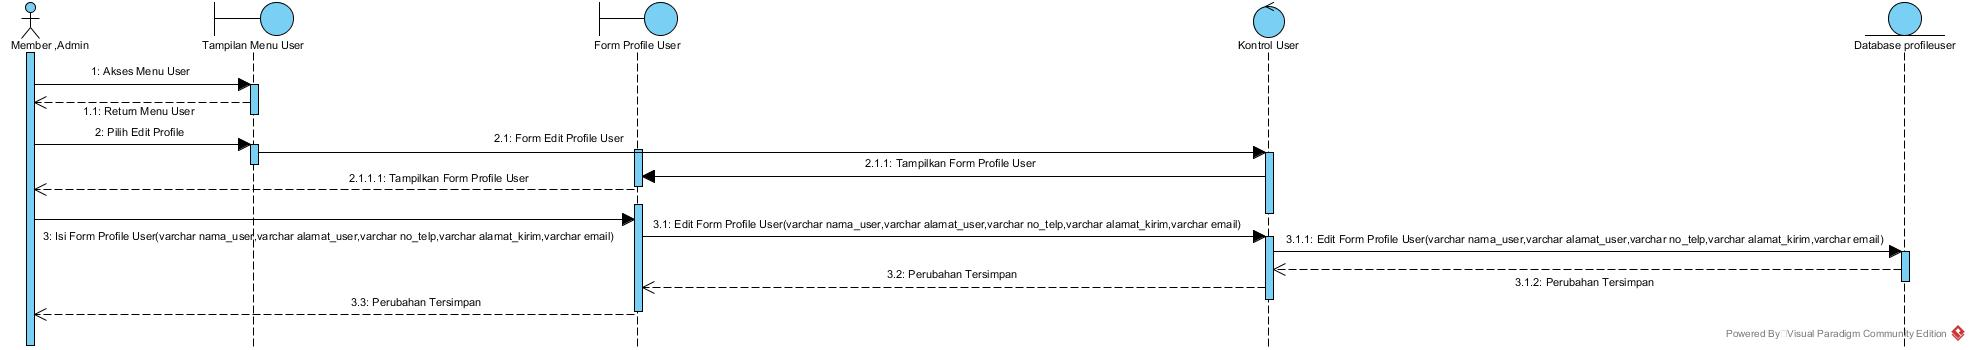 Member ,Admin
Tampilan Menu User
Form Profile User
Kontrol User
Database profileuser
1: Akses Menu User
1.1: Return Menu User
2: Pilih Edit Profile
2.1: Form Edit Profile User
2.1.1: Tampilkan Form Profile User
2.1.1.1: Tampilkan Form Profile User
3: Isi Form Profile User(varchar nama_user,varchar alamat_user,varchar no_telp,varchar alamat_kirim,varchar email)
3.1: Edit Form Profile User(varchar nama_user,varchar alamat_user,varchar no_telp,varchar alamat_kirim,varchar email)
3.1.1: Edit Form Profile User(varchar nama_user,varchar alamat_user,varchar no_telp,varchar alamat_kirim,varchar email)
3.1.2: Perubahan Tersimpan
3.2: Perubahan Tersimpan
3.3: Perubahan Tersimpan
Powered By Visual Paradigm Community Edition